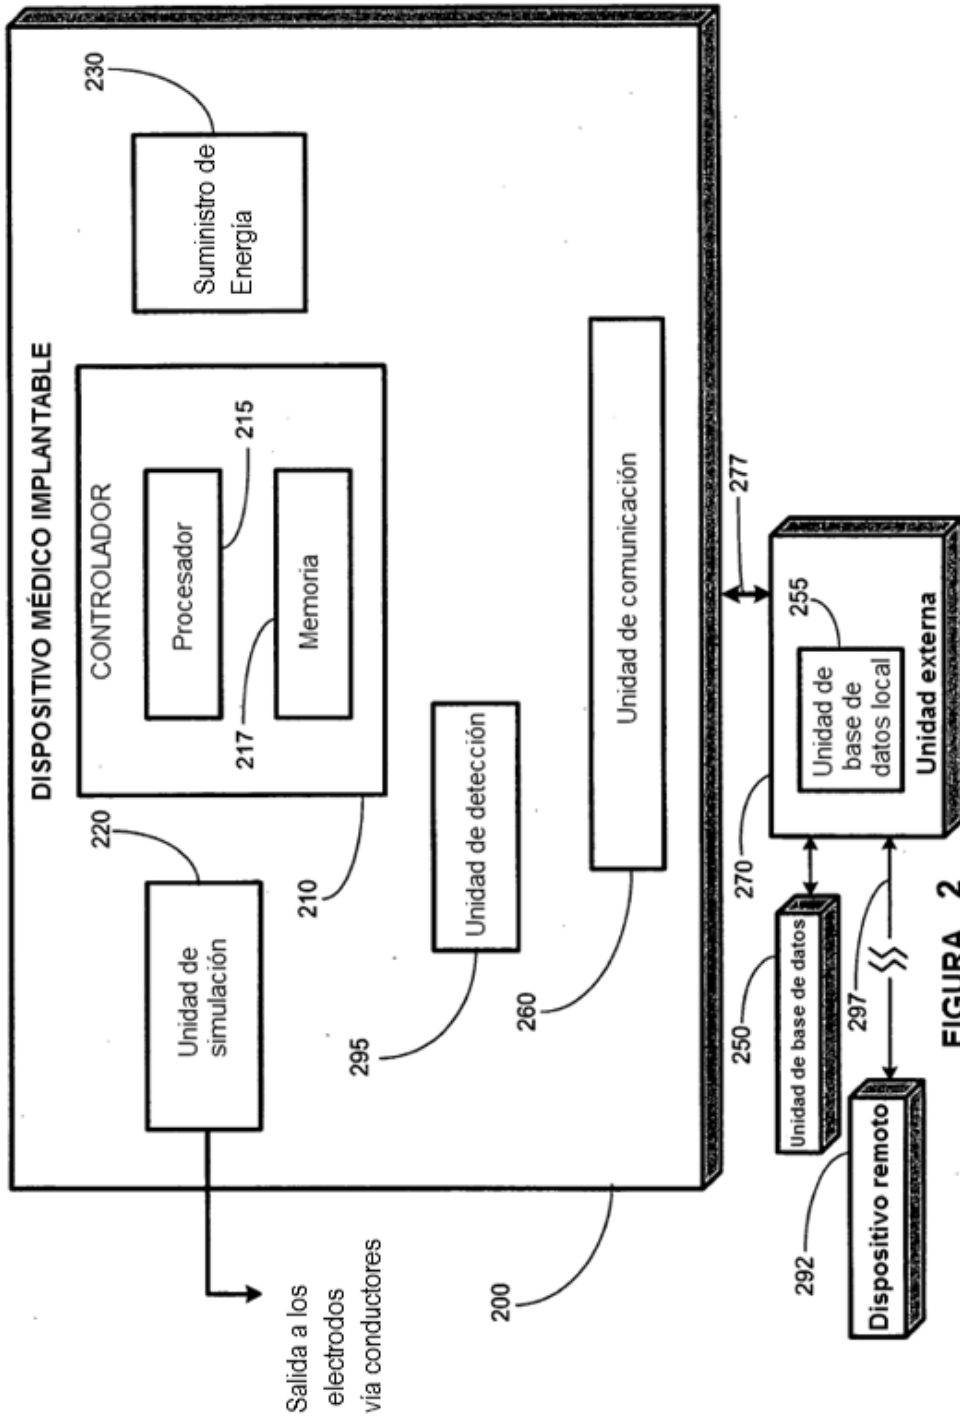 DISPOSITIVO MÉDICO IMPLANTABLE
Salida a los
electrodos
vía conductores
Unidad de
simulación
220
CONTROLADOR
Procesador
215
217
Memoria
210
Suministro de
Energía
230
295
Unidad de detección
260
Unidad de comunicación
200
277
250
Unidad de base de datos
270
255
Unidad de
base de
datos local
Unidad externa
292
Dispositivo remoto
297
FIGURA 2